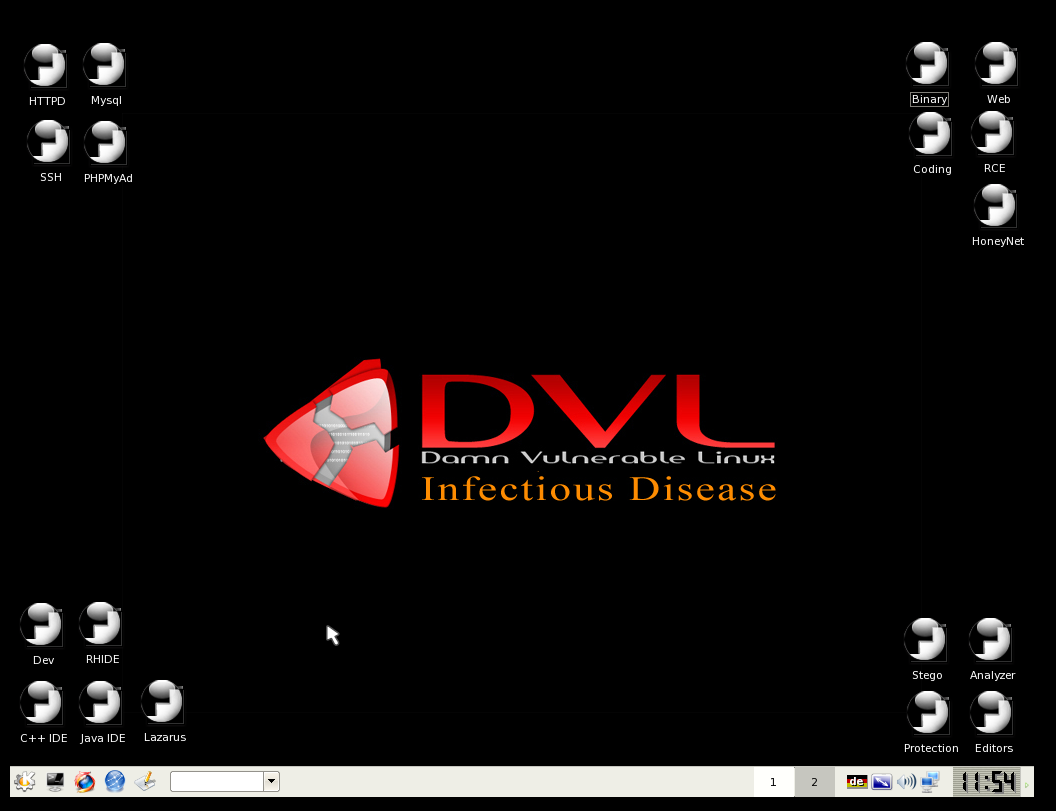 HTTPD Mysql
Binary Web
SSH PHPMyAd
Coding RCE
HoneyNet
DVL
Damn Vulnerable Linux
Infectious Disease
Dev RHIDE
Stego Analyzer
C++ IDE Java IDE Lazarus
Protection Editors
1 2 de 11:54